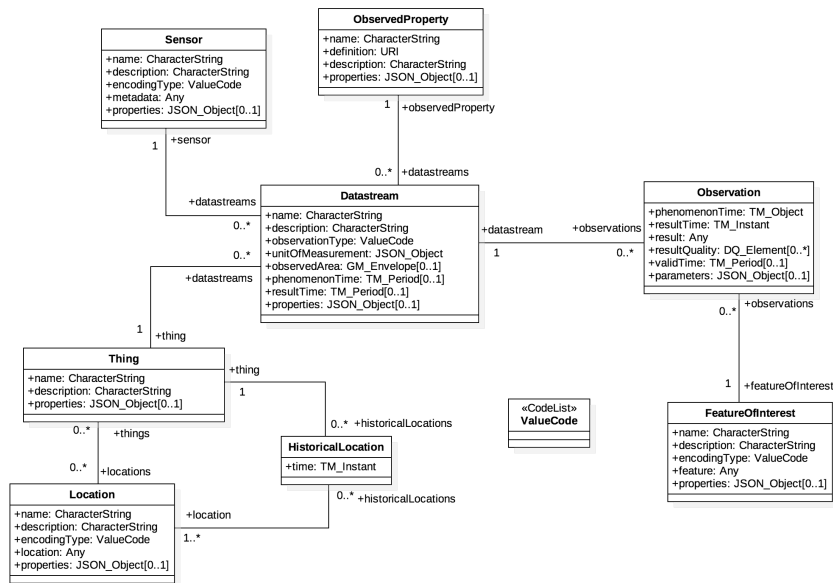 ObservedProperty
+name: CharacterString
+definition: URI
+description: CharacterString
+properties: JSON_Object[0..1]
Sensor
+name: CharacterString
+description: CharacterString
+encodingType: ValueCode
+metadata: Any
+properties: JSON_Object[0..1]
1
+observedProperty
1
+sensor
0..*
+datastreams
+datastreams
0..*
Datastream
+name: CharacterString
+description: CharacterString
+observationType: ValueCode
+unitOfMeasurement: JSON_Object
+observedArea: GM_Envelope[0..1]
+phenomenonTime: TM_Period[0..1]
+resultTime: TM_Period[0..1]
+properties: JSON_Object[0..1]
+datastream
1
+observations
0..*
Observation
+phenomenonTime: TM_Object
+resultTime: TM_Instant
+result: Any
+resultQuality: DQ_Element[0..*]
+validTime: TM_Period[0..1]
+parameters: JSON_Object[0..1]
0..*
+datastreams
+observations
0..*
1
+thing
Thing
+name: CharacterString
+description: CharacterString
+properties: JSON_Object[0..1]
+thing
1
1
+featureOfInterest
«CodeList»
ValueCode
FeatureOfInterest
+name: CharacterString
+description: CharacterString
+encodingType: ValueCode
+feature: Any
+properties: JSON_Object[0..1]
0..*
+things
0..*
+historicalLocations
HistoricalLocation
+time: TM_Instant
0..*
+locations
0..*
+historicalLocations
Location
+name: CharacterString
+description: CharacterString
+encodingType: ValueCode
+location: Any
+properties: JSON_Object[0..1]
+location
1..*